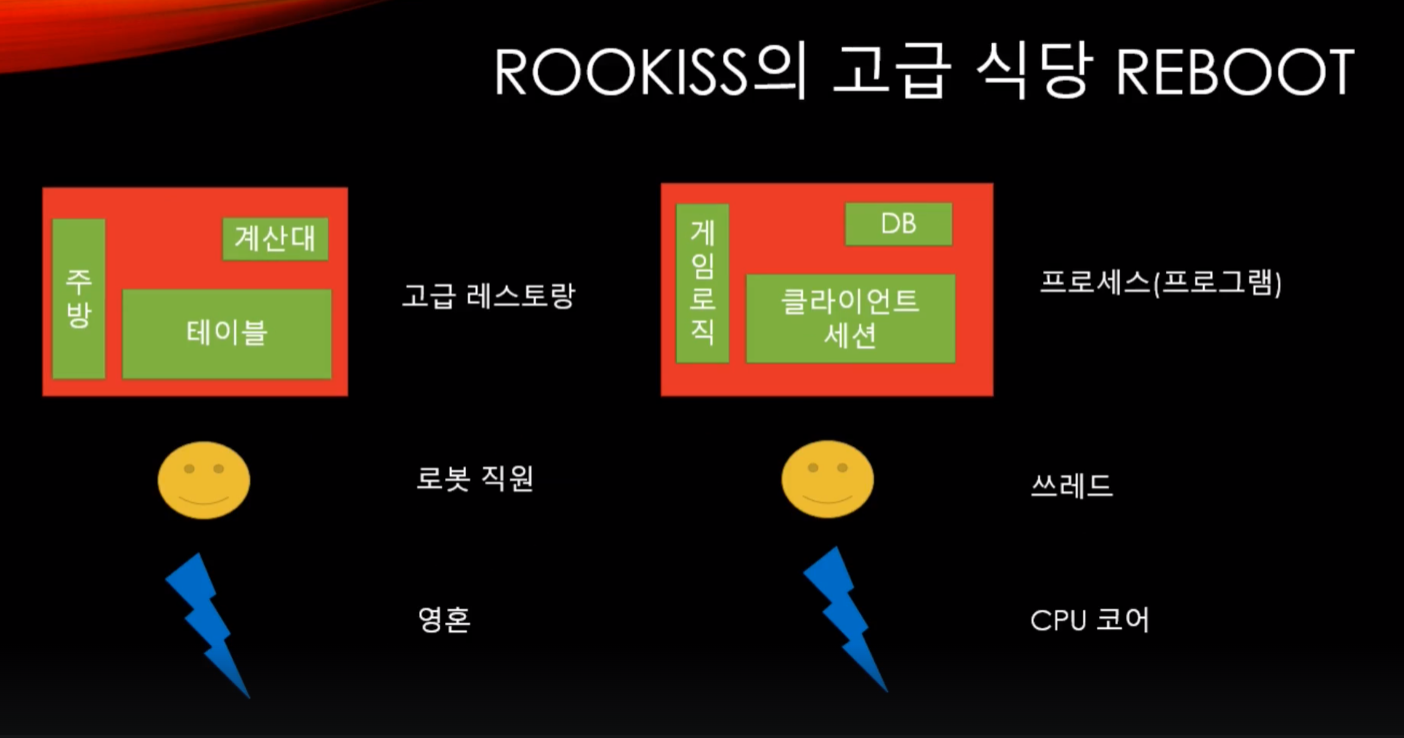 ROOKISS의 고급 식당 REBOOT
주
방
계산대
테이블
고급 레스토랑
게
임
로
직
DB
클라이언트
세션
프로세스(프로그램)
로봇 직원
쓰레드
영혼
CPU 코어